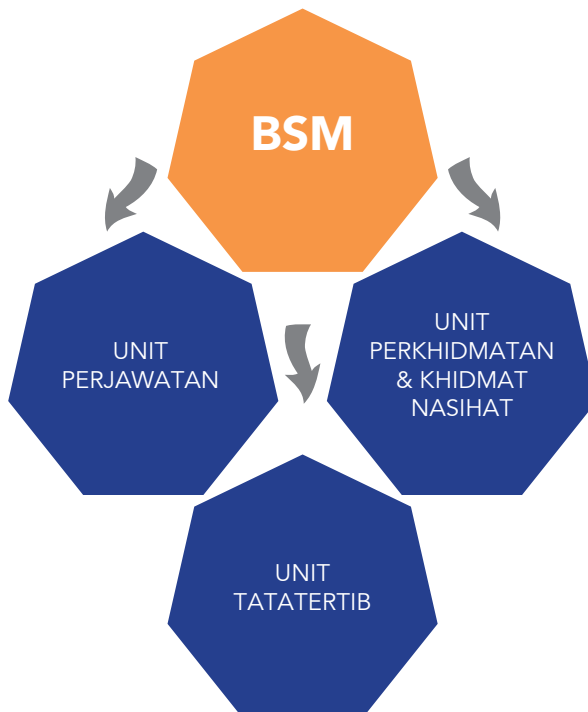 BSM
UNIT
PERJAWATAN
UNIT
PERKHIDMATAN
& KHIDMAT
NASIHAT
UNIT
TATATERTIB